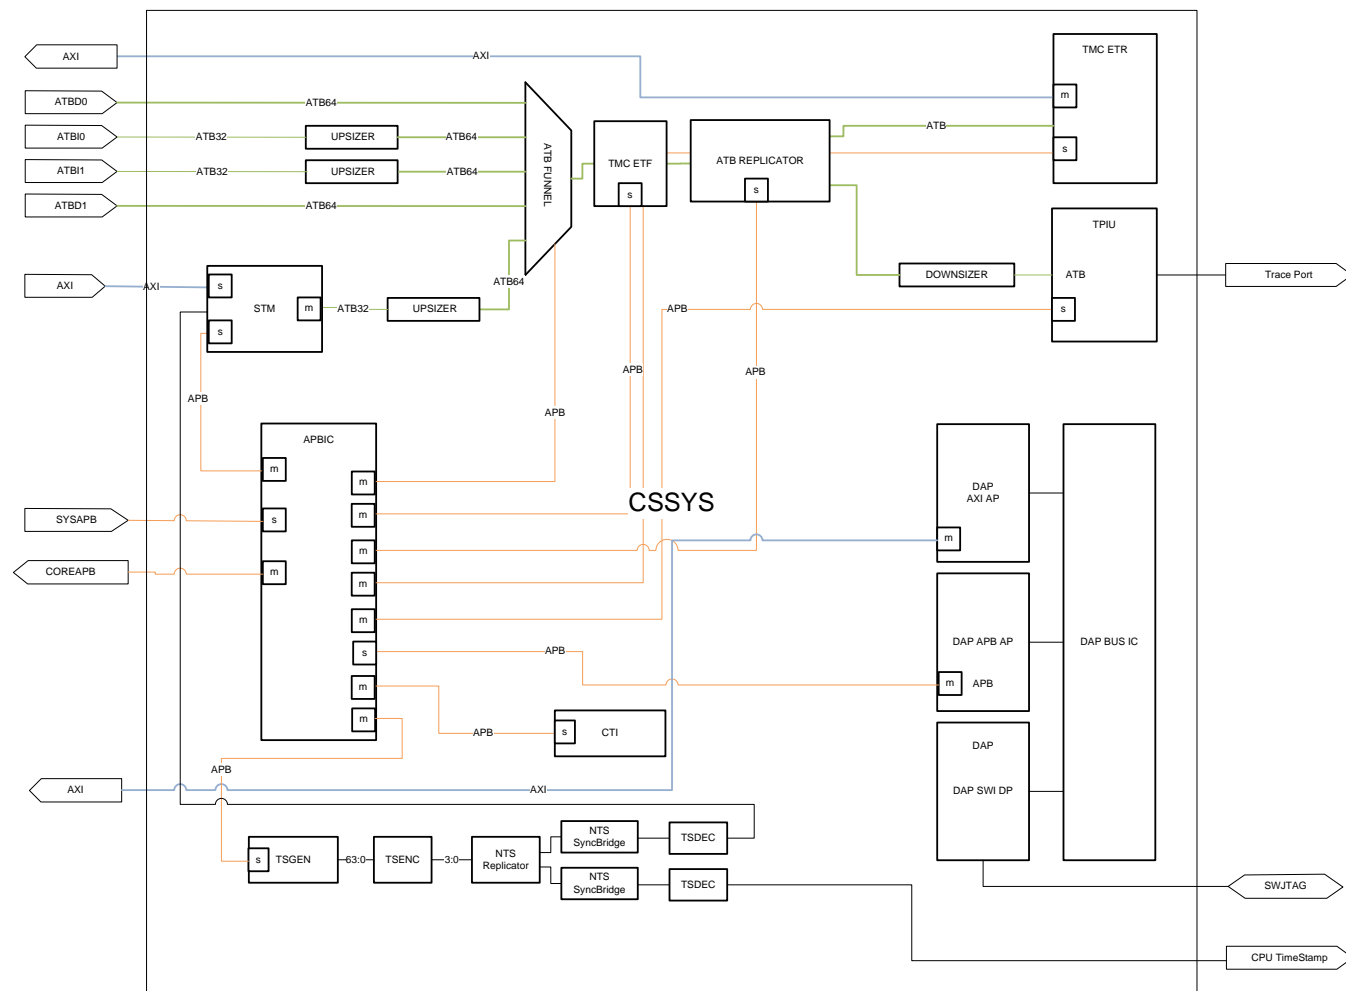 AXI
AXI
TMC ETR
m
s
ATBD0
ATB64
ATBI0
ATB32
UPSIZER
ATB64
ATBI1
ATB32
UPSIZER
ATB64
ATBD1
ATB64
ATB FUNNEL
TMC ETF
s
ATB REPLICATOR
s
ATB
TPIU
ATB
s
DOWNSIZER
Trace Port
AXI
AXI
s
STM
m
s
ATB32
UPSIZER
ATB64
APB
APB
APB
APB
APB
APBIC
m
s
m
m
m
m
m
m
s
m
m
SYSAPB
COREAPB
CSSYS
DAP
AXI AP
m
DAP APB AP
m
APB
DAP BUS IC
DAP
DAP SWI DP
APB
APB
s
CTI
APB
AXI
AXI
s
TSGEN
63:0
TSENC
3:0
NTS
Replicator
NTS
SyncBridge
TSDEC
NTS
SyncBridge
TSDEC
SWJTAG
CPU TimeStamp